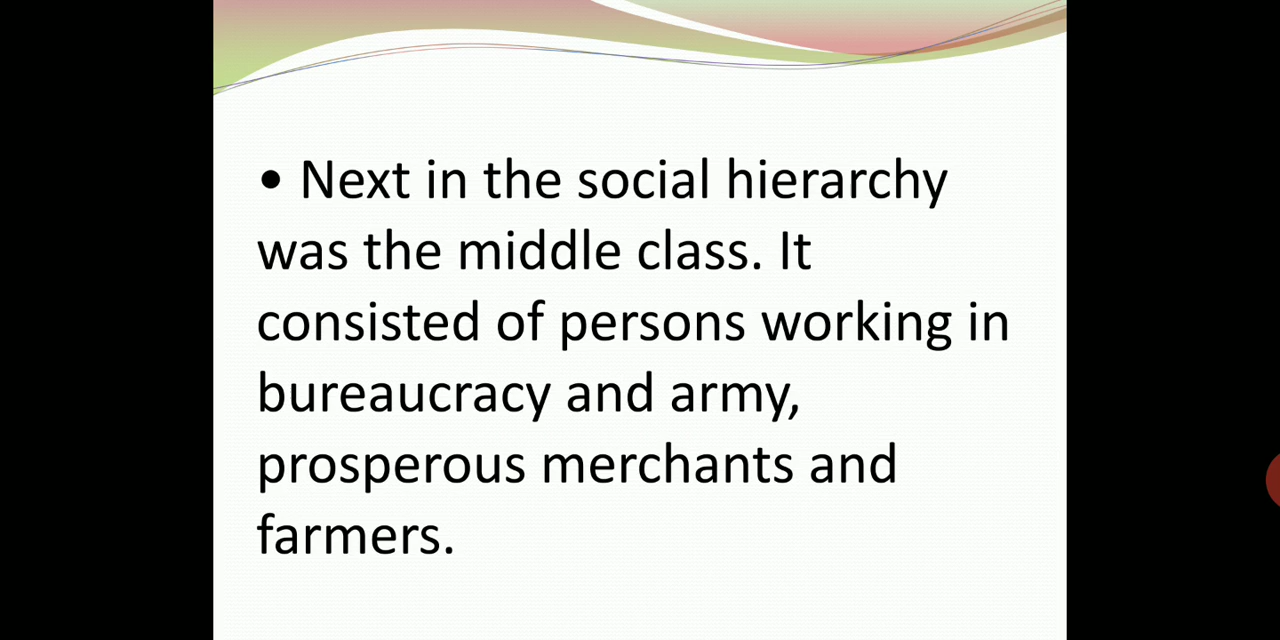 • Next in the social hierarchy
was the middle class. It
consisted of persons working in
bureaucracy and army,
prosperous merchants and
farmers.